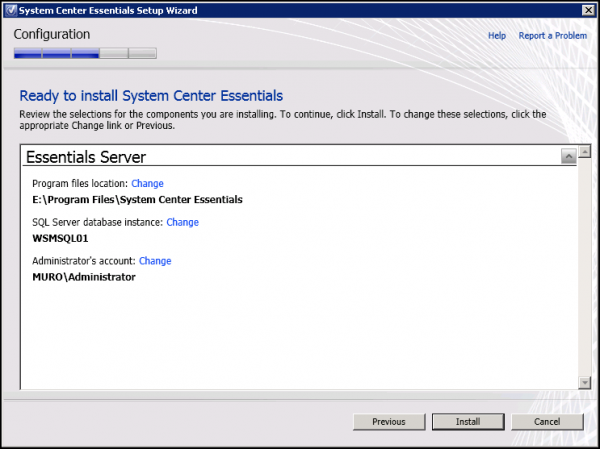 System Center Essentials Setup Wizard
Configuration
Help Report a Problem
Ready to install System Center Essentials
Review the selections for the components you are installing. To continue, click Install. To change these selections, click the
appropriate Change link or Previous.
Essentials Server
Program files location: Change
E:\Program Files\System Center Essentials
SQL Server database instance: Change
WSMSQL01
Administrator's account: Change
MURO\Administrator
Previous Install Cancel